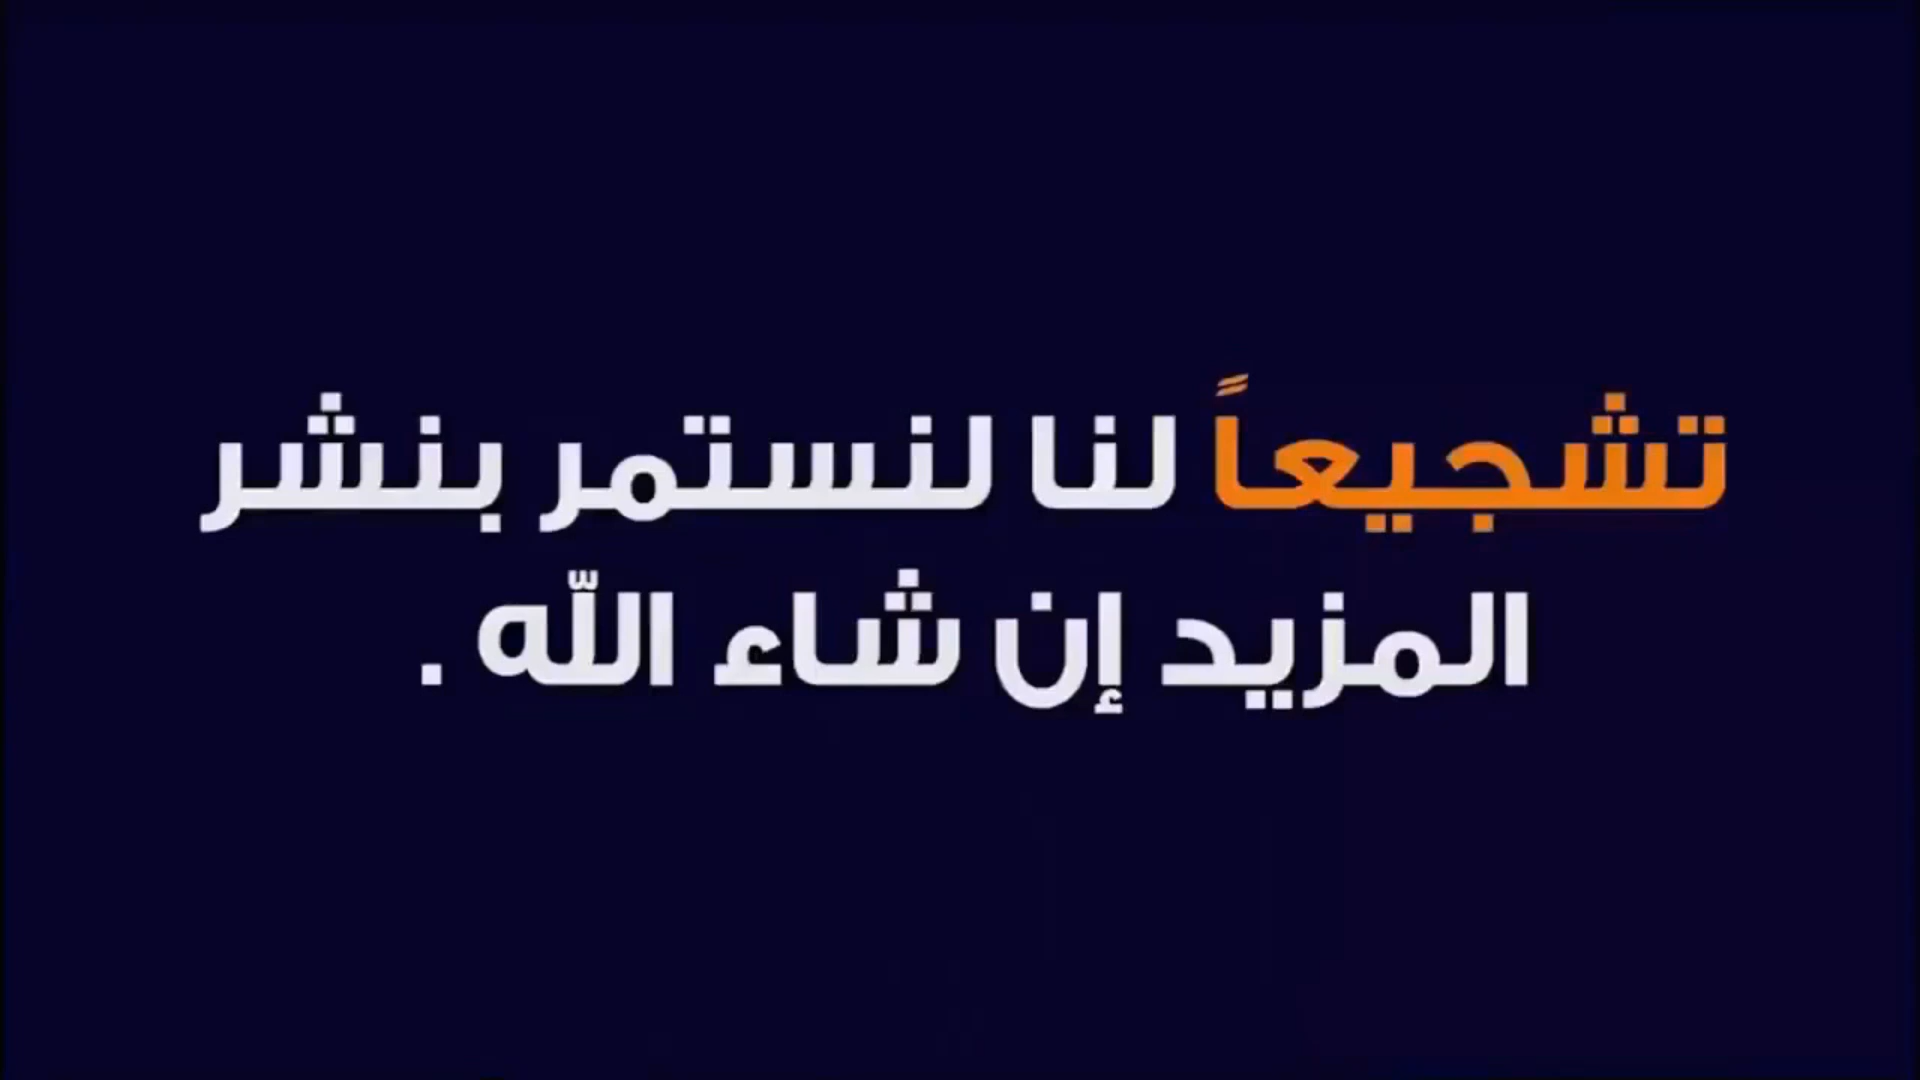 تشجيعاً لنا لنستمر بنشر
المزيد إن شاء اللّه .